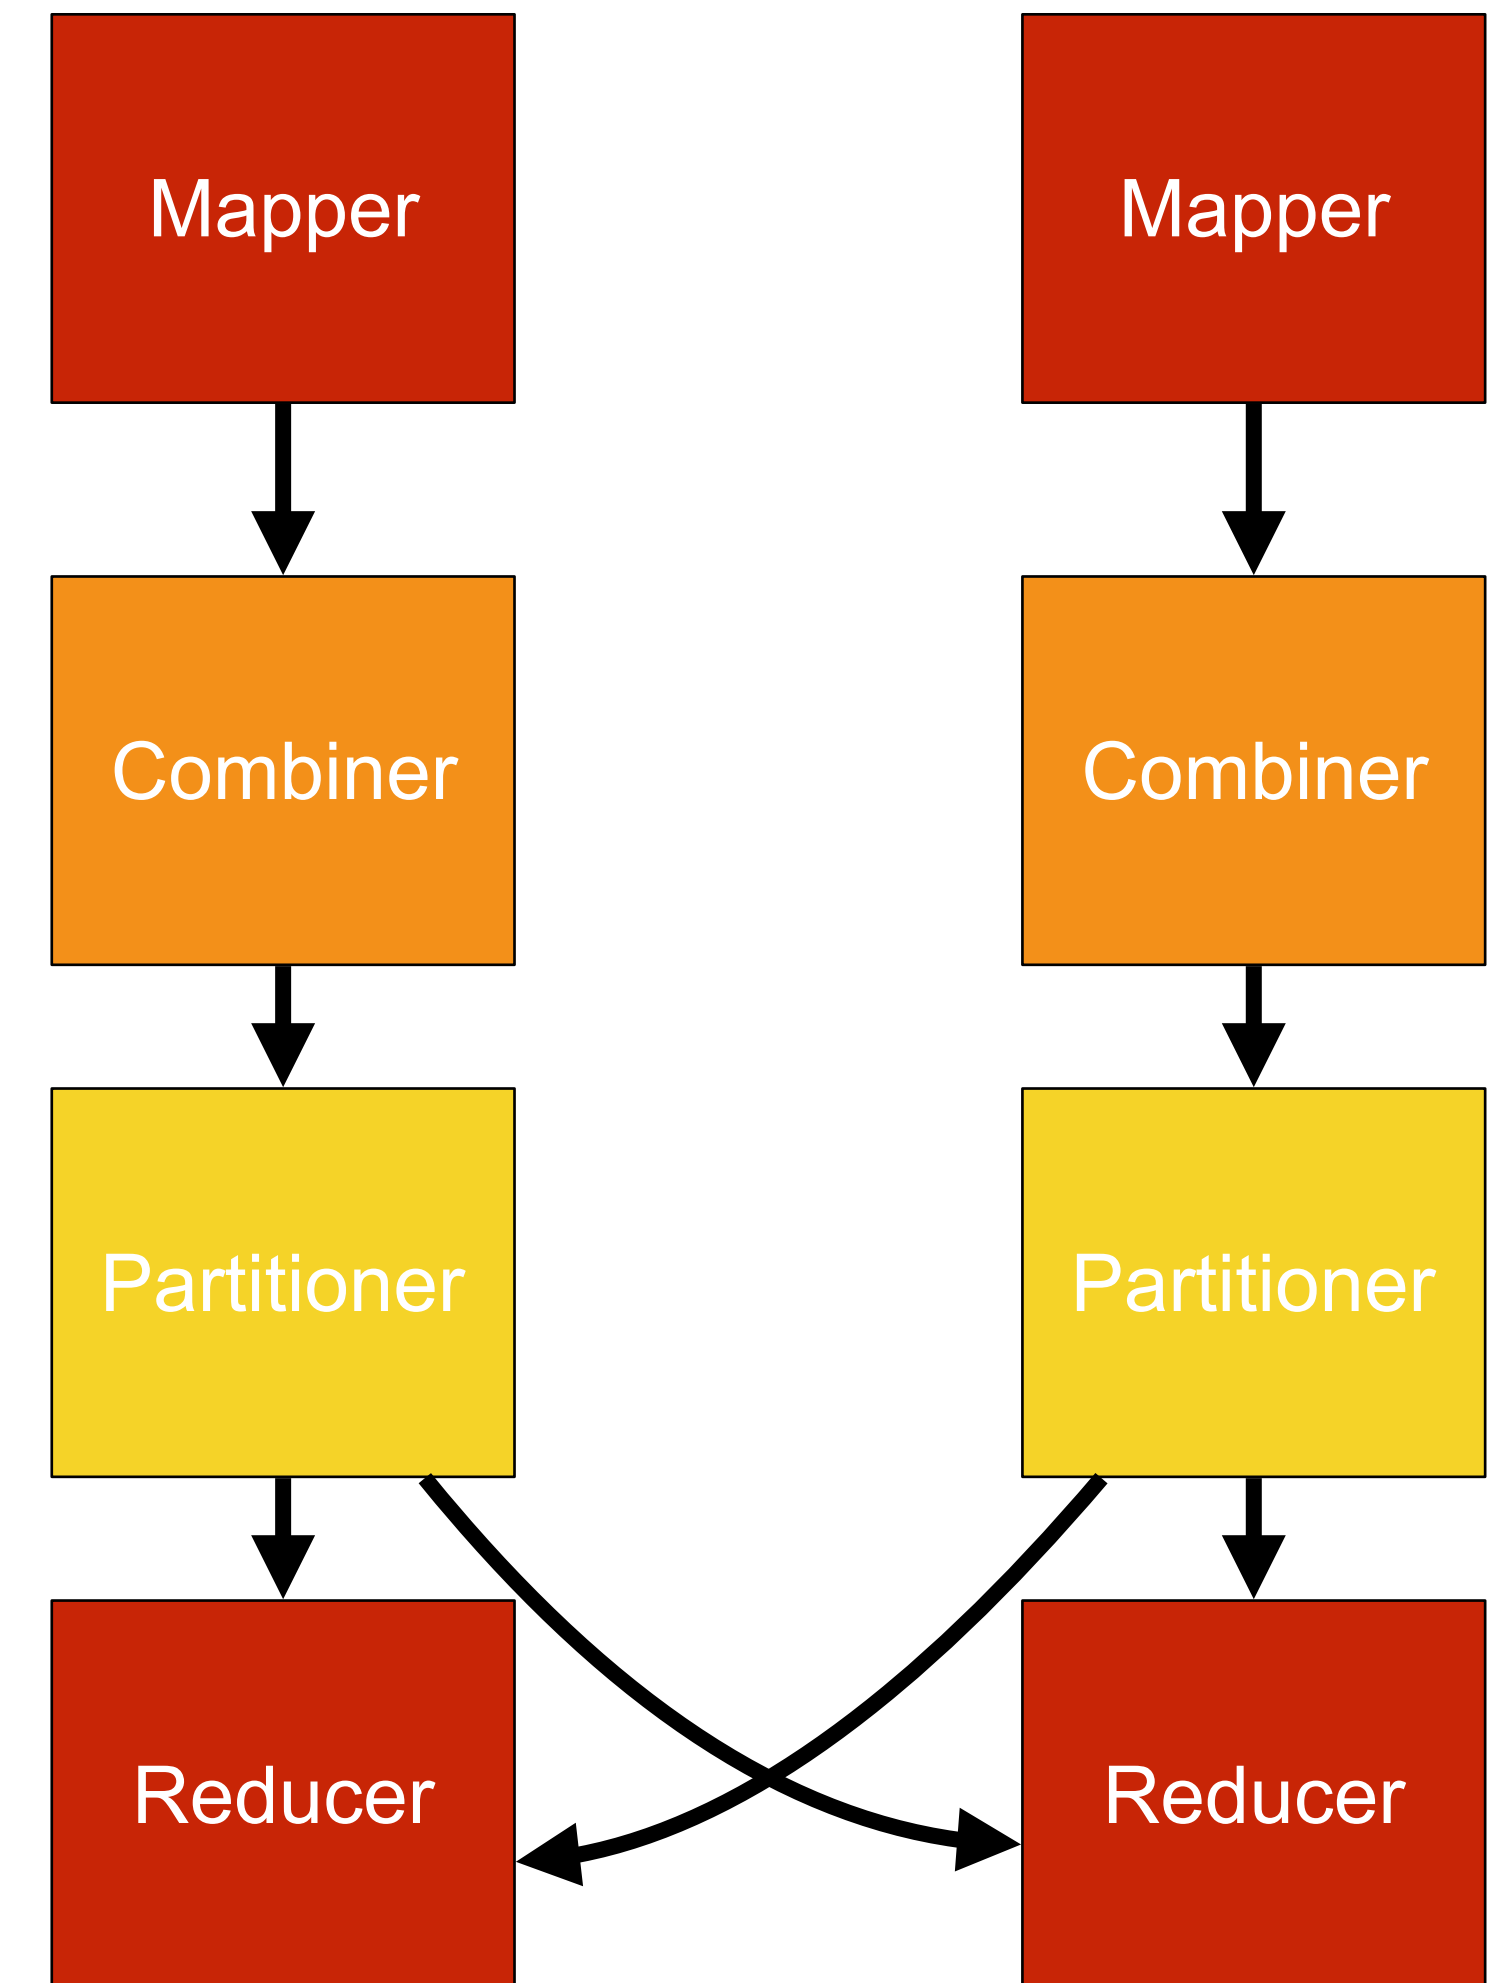 Mapper
Mapper
Combiner
Combiner
Partitioner
Partitioner
Reducer
Reducer